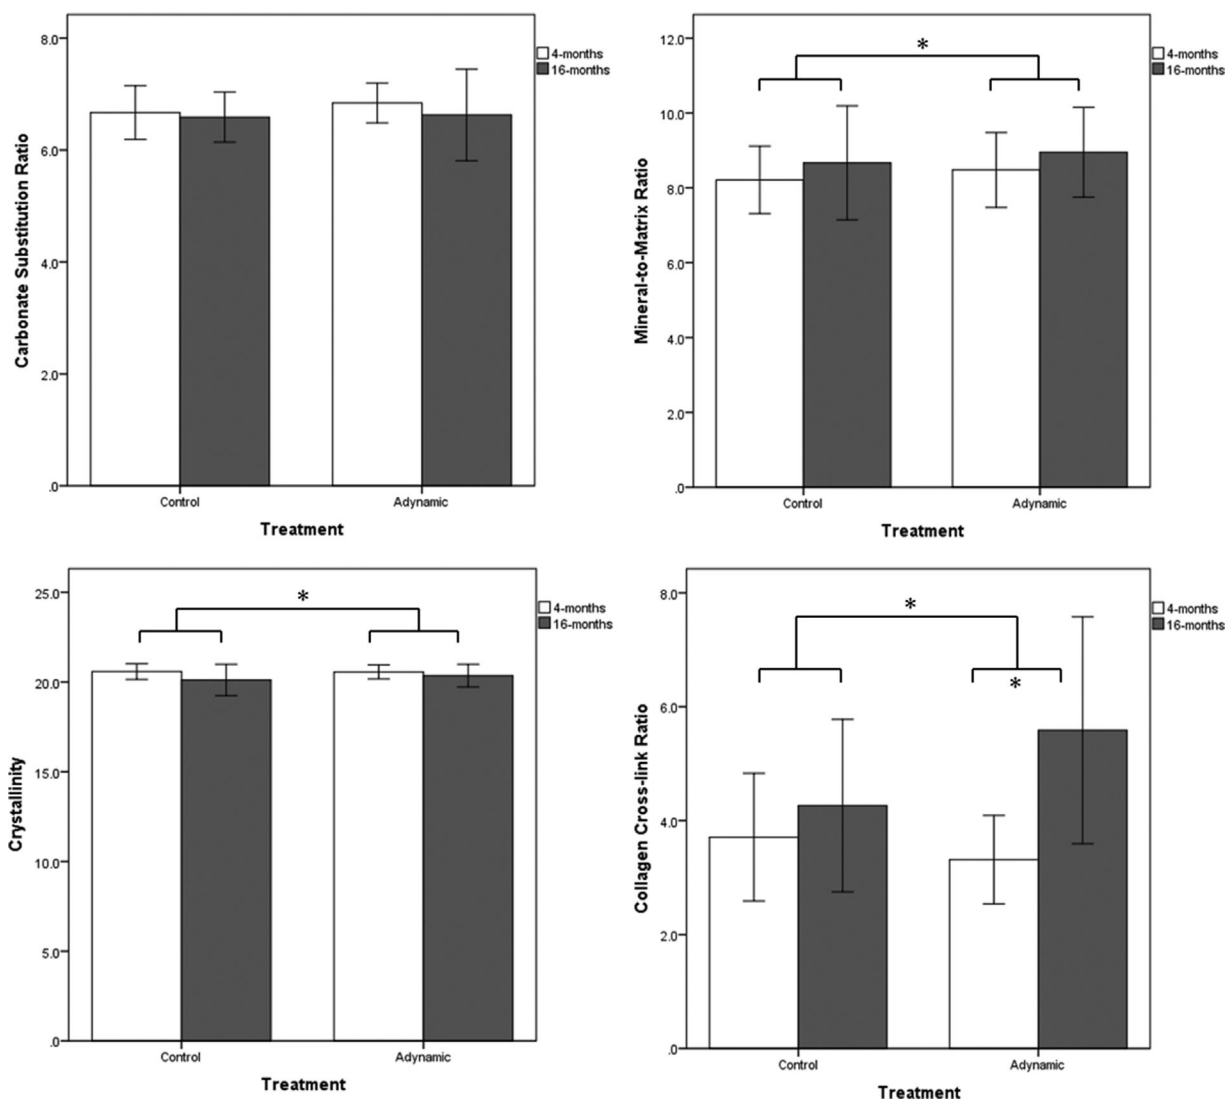 8.0
6.0
4.0
2.0
.0
Carbonate Substitution Ratio
Control
Adynamic
Treatment
4-months
16-months
12.0
10.0
8.0
6.0
4.0
2.0
.0
Mineral-to-Matrix Ratio
*
Control
Adynamic
Treatment
4-months
16-months
25.0
20.0
15.0
10.0
5.0
.0
Crystallinity
*
Control
Adynamic
Treatment
4-months
16-months
8.0
6.0
4.0
2.0
.0
Collagen Cross-link Ratio
*
*
Control
Adynamic
Treatment
4-months
16-months